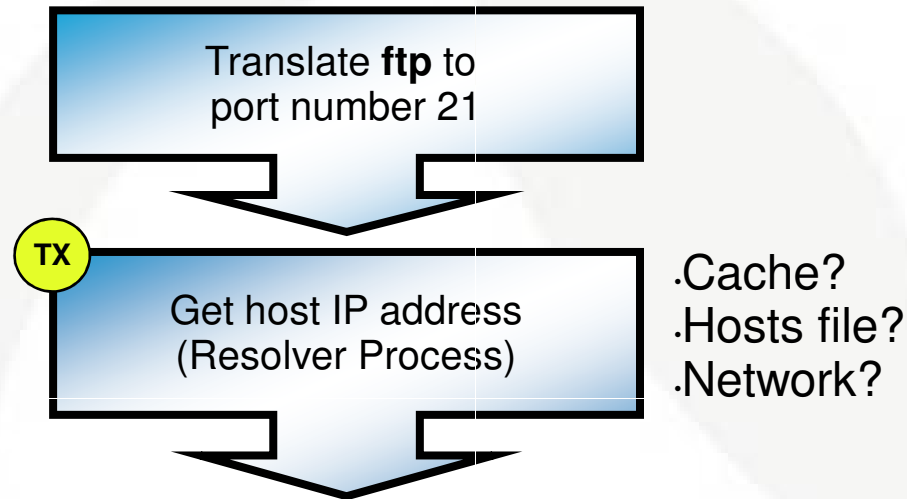 Translate ftp to
port number 21
TX
Get host IP address
(Resolver Process)
.Cache?
.Hosts file?
.Network?